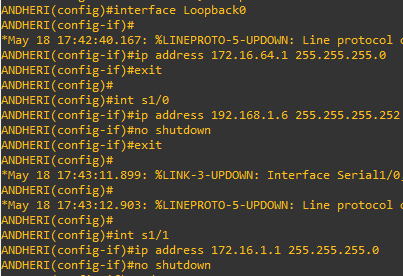 ANDHERI(config)#interface Loopback0
ANDHERI(config-if)#
*May 18 17:42:40.167: %LINEPROTO-5-UPDOWN: Line protocol
ANDHERI(config-if)#ip address 172.16.64.1 255.255.255.0
ANDHERI(config-if)#exit
ANDHERI(config)#
ANDHERI(config)#int s1/0
ANDHERI(config-if)#ip address 192.168.1.6 255.255.255.252
ANDHERI(config-if)#no shutdown
ANDHERI(config-if)#exit
ANDHERI(config)#
*May 18 17:43:11.899: %LINK-3-UPDOWN: Interface Serial1/0,
ANDHERI(config)#
*May 18 17:43:12.903: %LINEPROTO-5-UPDOWN: Line protocol
ANDHERI(config)#
ANDHERI(config)#int s1/1
ANDHERI(config-if)#ip address 172.16.1.1 255.255.255.0
ANDHERI(config-if)#no shutdown